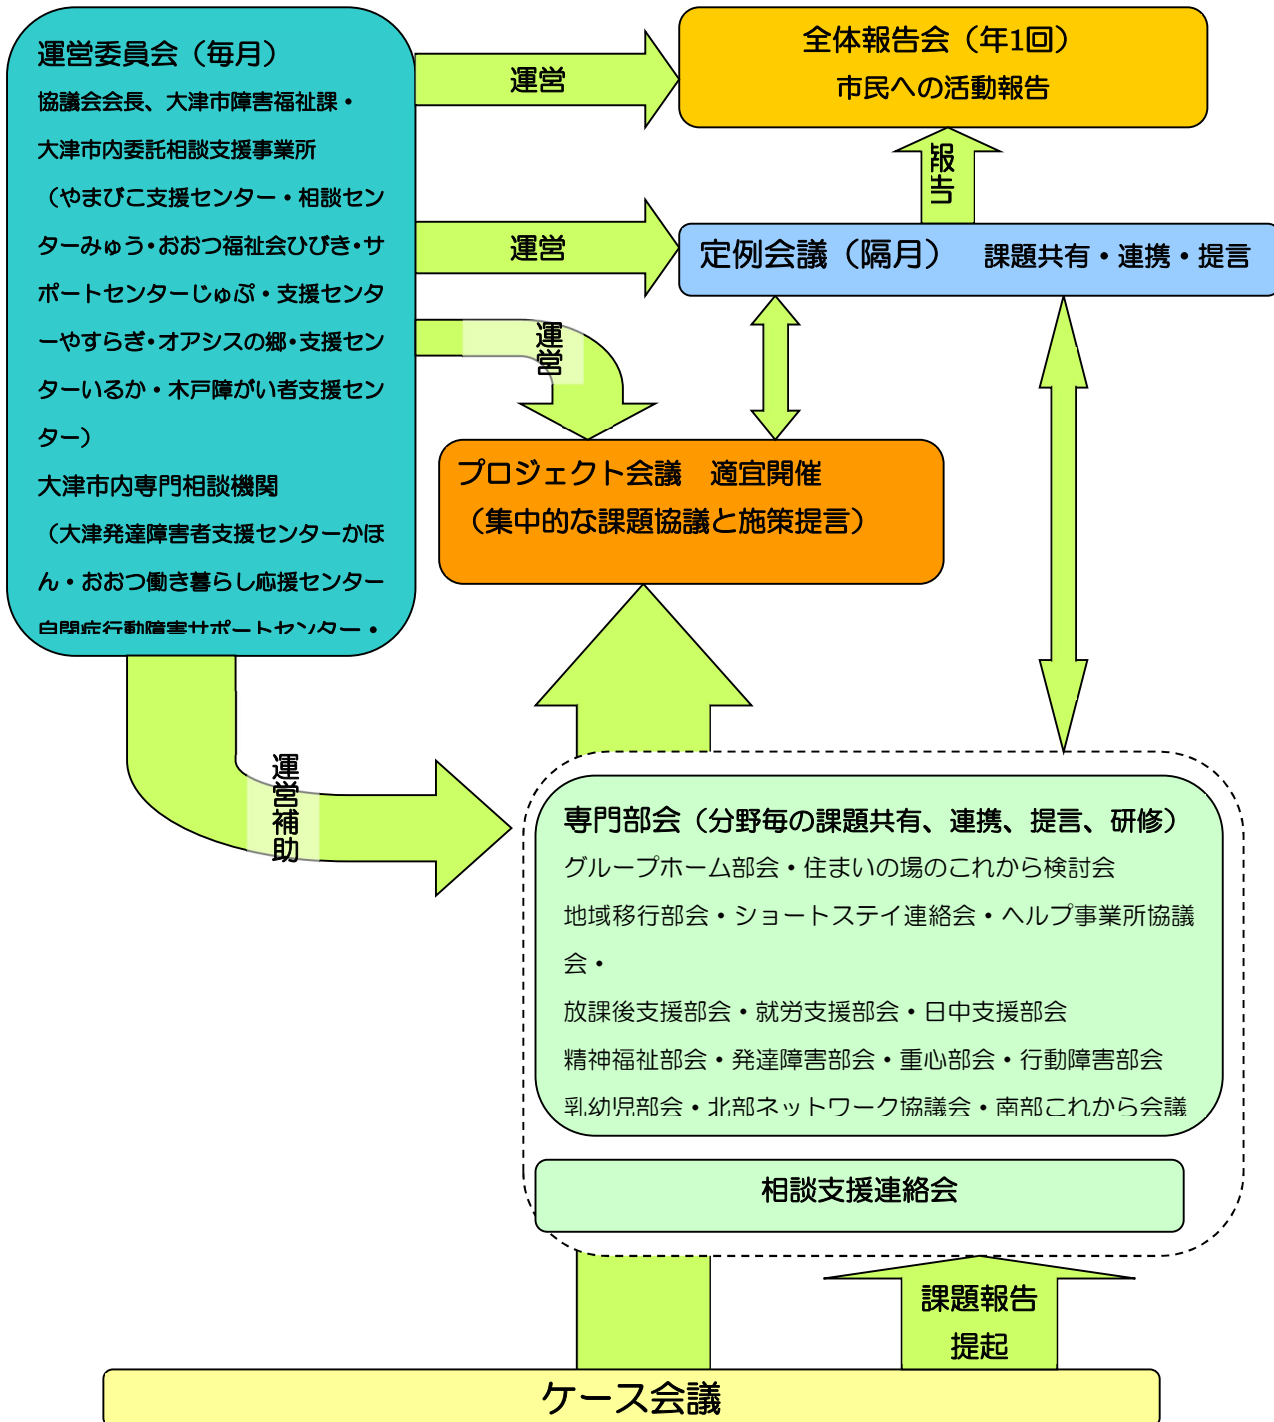 運営委員会（毎月）
協議会会長、大津市障害福祉課・
大津市内委託相談支援事業所
（やまびこ支援センター・相談セン
ターみゅう・おおつ福祉会ひびき・サ
ポートセンターじゅぷ・支援センタ
ーやすらぎ・オアシスの郷・支援セン
ターいるか・木戸障がい者支援セン
ター）
大津市内専門相談機関
（大津発達障害者支援センターかほ
ん・おおつ働き暮らし応援センター
自閉症行動障害サポートセンター・
運営
全体報告会（年1回）
市民への活動報告
報告
運営
定例会議（隔月）　課題共有・連携・提言
運営
プロジェクト会議　適宜開催
（集中的な課題協議と施策提言）
運営補助
専門部会（分野毎の課題共有、連携、提言、研修）
グループホーム部会・住まいの場のこれから検討会
地域移行部会・ショートステイ連絡会・ヘルプ事業所協議
会・
放課後支援部会・就労支援部会・日中支援部会
精神福祉部会・発達障害部会・重心部会・行動障害部会
乳幼児部会・北部ネットワーク協議会・南部これから会議
相談支援連絡会
課題報告
提起
ケース会議